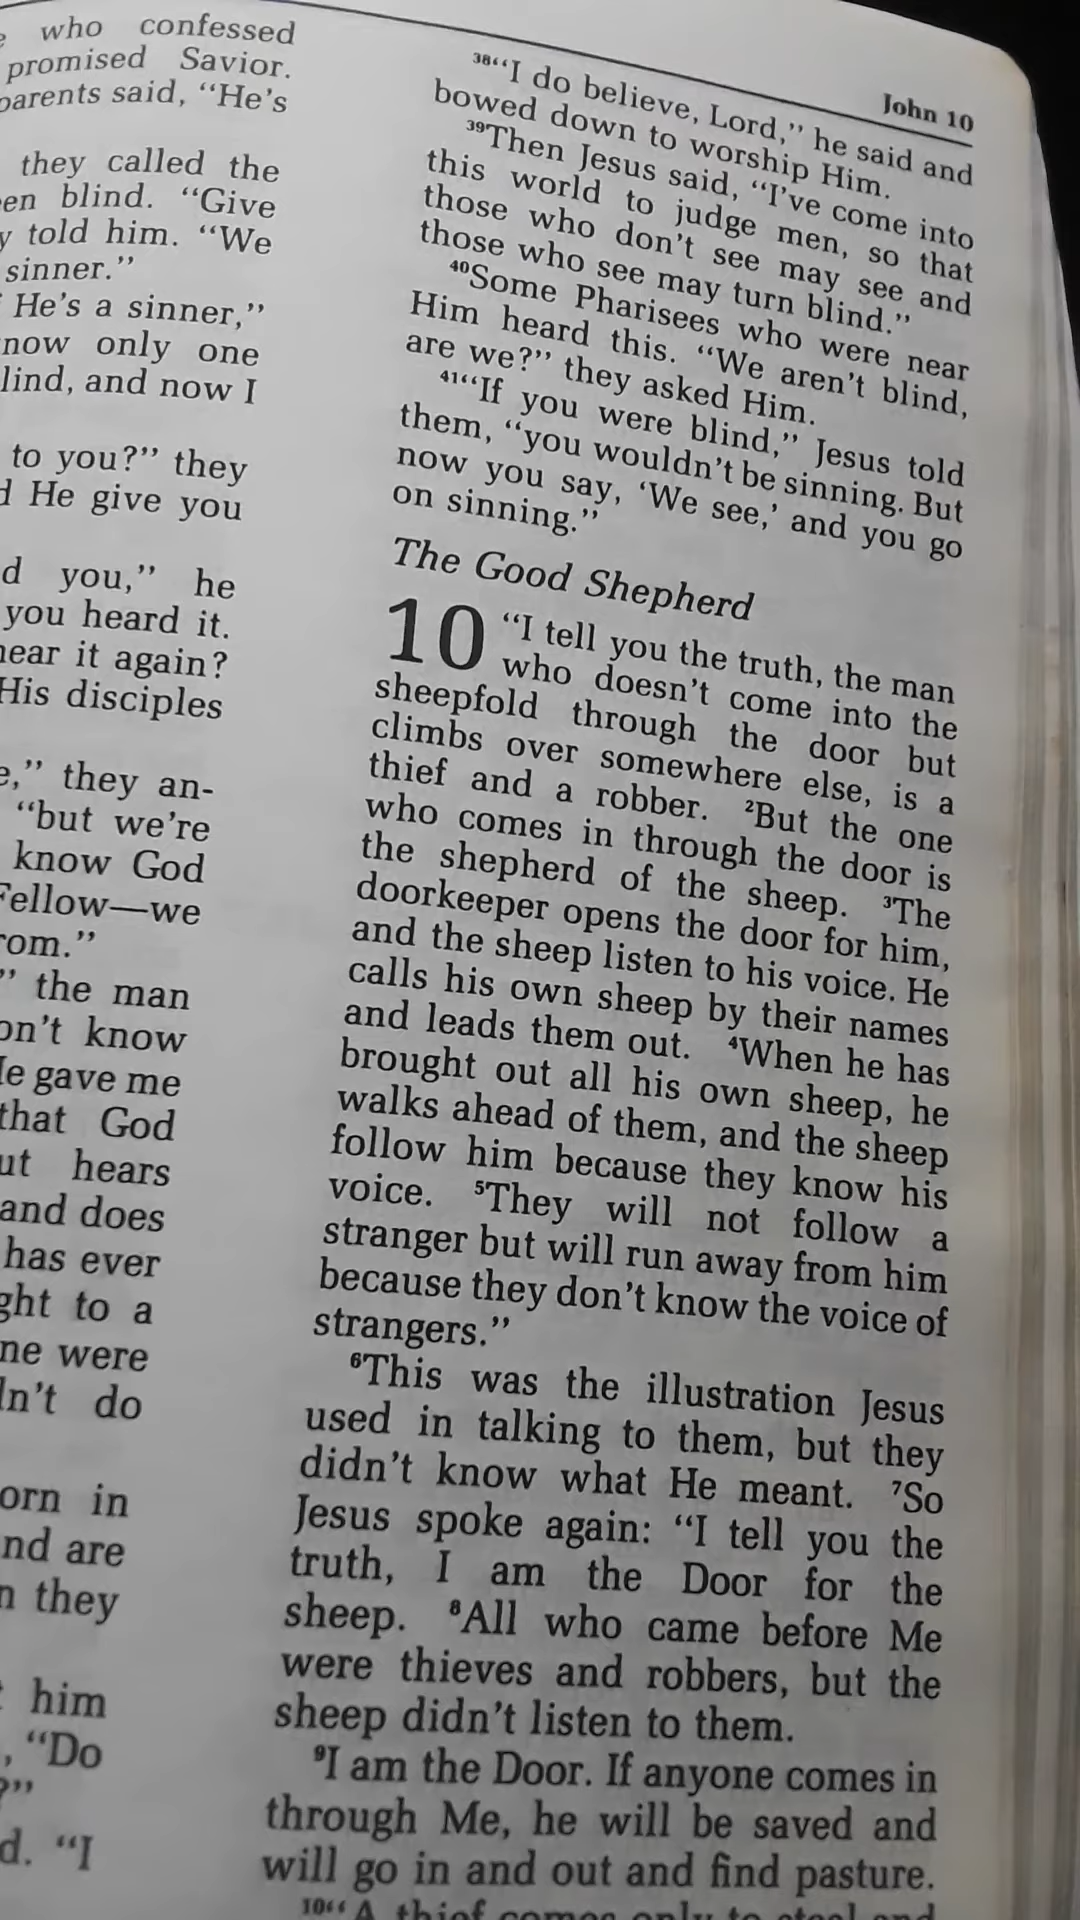 who confessed
promised Savior.
parents said, “He’s
they called the
blind. “Give
told him. “We
sinner.”
He’s a sinner,”
now only one
and now I
to you?” they
He give you
you,” he
you heard it.
hear it again?
His disciples
they an-
“but we’re
know God
Fellow—we
the man
don’t know
He gave me
that God
but hears
and does
has ever
to a
were
do
in
and are
they
him
“Do
“I
John 10
³⁸“I do believe, Lord,” he said and
bowed down to worship Him.
³⁹Then Jesus said, “I’ve come into
this world to judge men, so that
those who don’t see may see and
those who see may turn blind.”
⁴⁰Some Pharisees who were near
Him heard this. “We aren’t blind,
are we?” they asked Him.
⁴¹“If you were blind,” Jesus told
them, “you wouldn’t be sinning. But
now you say, ‘We see,’ and you go
on sinning.”
The Good Shepherd
10 “I tell you the truth, the man
who doesn’t come into the
sheepfold through the door but
climbs over somewhere else, is a
thief and a robber. ²But the one
who comes in through the door is
the shepherd of the sheep. ³The
doorkeeper opens the door for him,
and the sheep listen to his voice. He
calls his own sheep by their names
and leads them out. ⁴When he has
brought out all his own sheep, he
walks ahead of them, and the sheep
follow him because they know his
voice. ⁵They will not follow a
stranger but will run away from him
because they don’t know the voice of
strangers.”
⁶This was the illustration Jesus
used in talking to them, but they
didn’t know what He meant. ⁷So
Jesus spoke again: “I tell you the
truth, I am the Door for the
sheep. ⁸All who came before Me
were thieves and robbers, but the
sheep didn’t listen to them.
⁹I am the Door. If anyone comes in
through Me, he will be saved and
will go in and out and find pasture.
¹⁰“A thief comes only to steal and